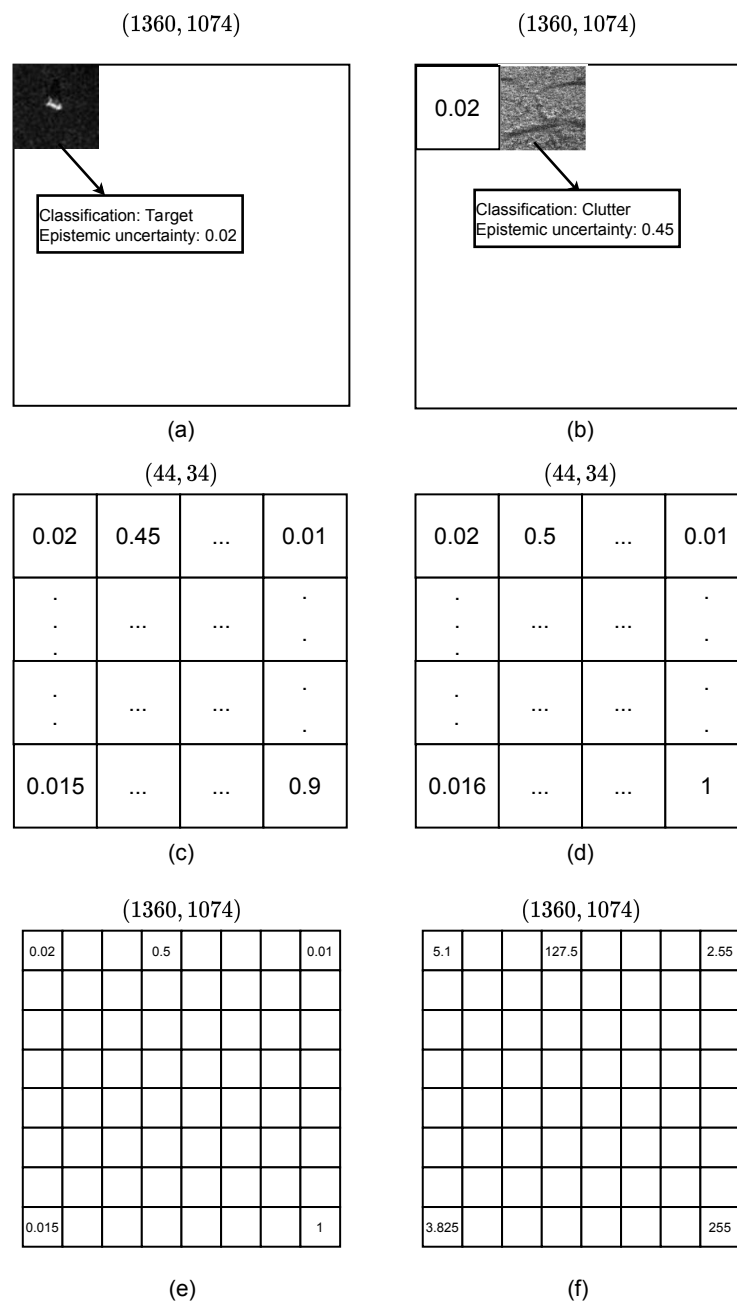 (1360, 1074) (1360, 1074)
0.02
Classification: Target
Epistemic uncertainty: 0.02
Classification: Clutter
Epistemic uncertainty: 0.45
(a) (b)
(44, 34) (44, 34)
0.02 0.45 ... 0.01 0.02 0.5 ... 0.01
. ... ... . . ... ... .
. ... ... . . ... ... .
0.015 ... ... 0.9 0.016 ... ... 1
(c) (d)
(1360, 1074) (1360, 1074)
0.02 0.5 0.01 5.1 127.5 2.55
0.015 1 3.825 255
(e) (f)